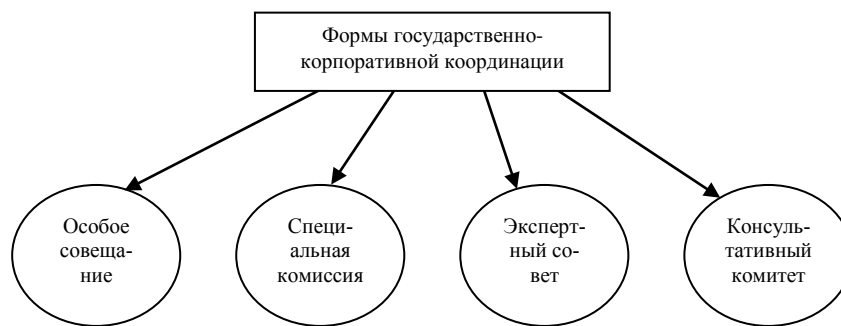 Формы государственно-
корпоративной координации
Особое
совеща-
ние
Специ-
альная
комиссия
Эксперт-
ный со-
вет
Консуль-
тативный
комитет